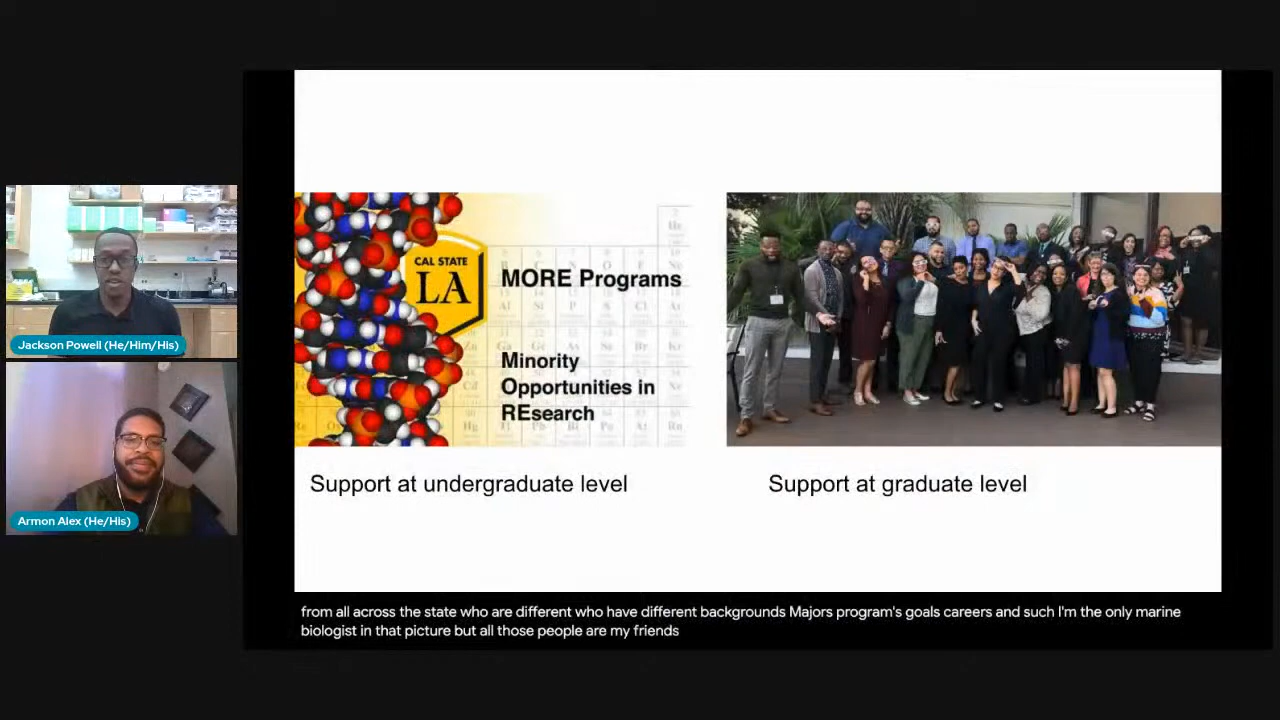 Jackson Powell (He/Him/His)
Armon Alex (He/His)
CAL STATE
LA
MORE Programs
Minority
Opportunities in
REsearch
Support at undergraduate level
Support at graduate level
from all across the state who are different who have different backgrounds Majors program's goals careers and such I'm the only marine
biologist in that picture but all those people are my friends